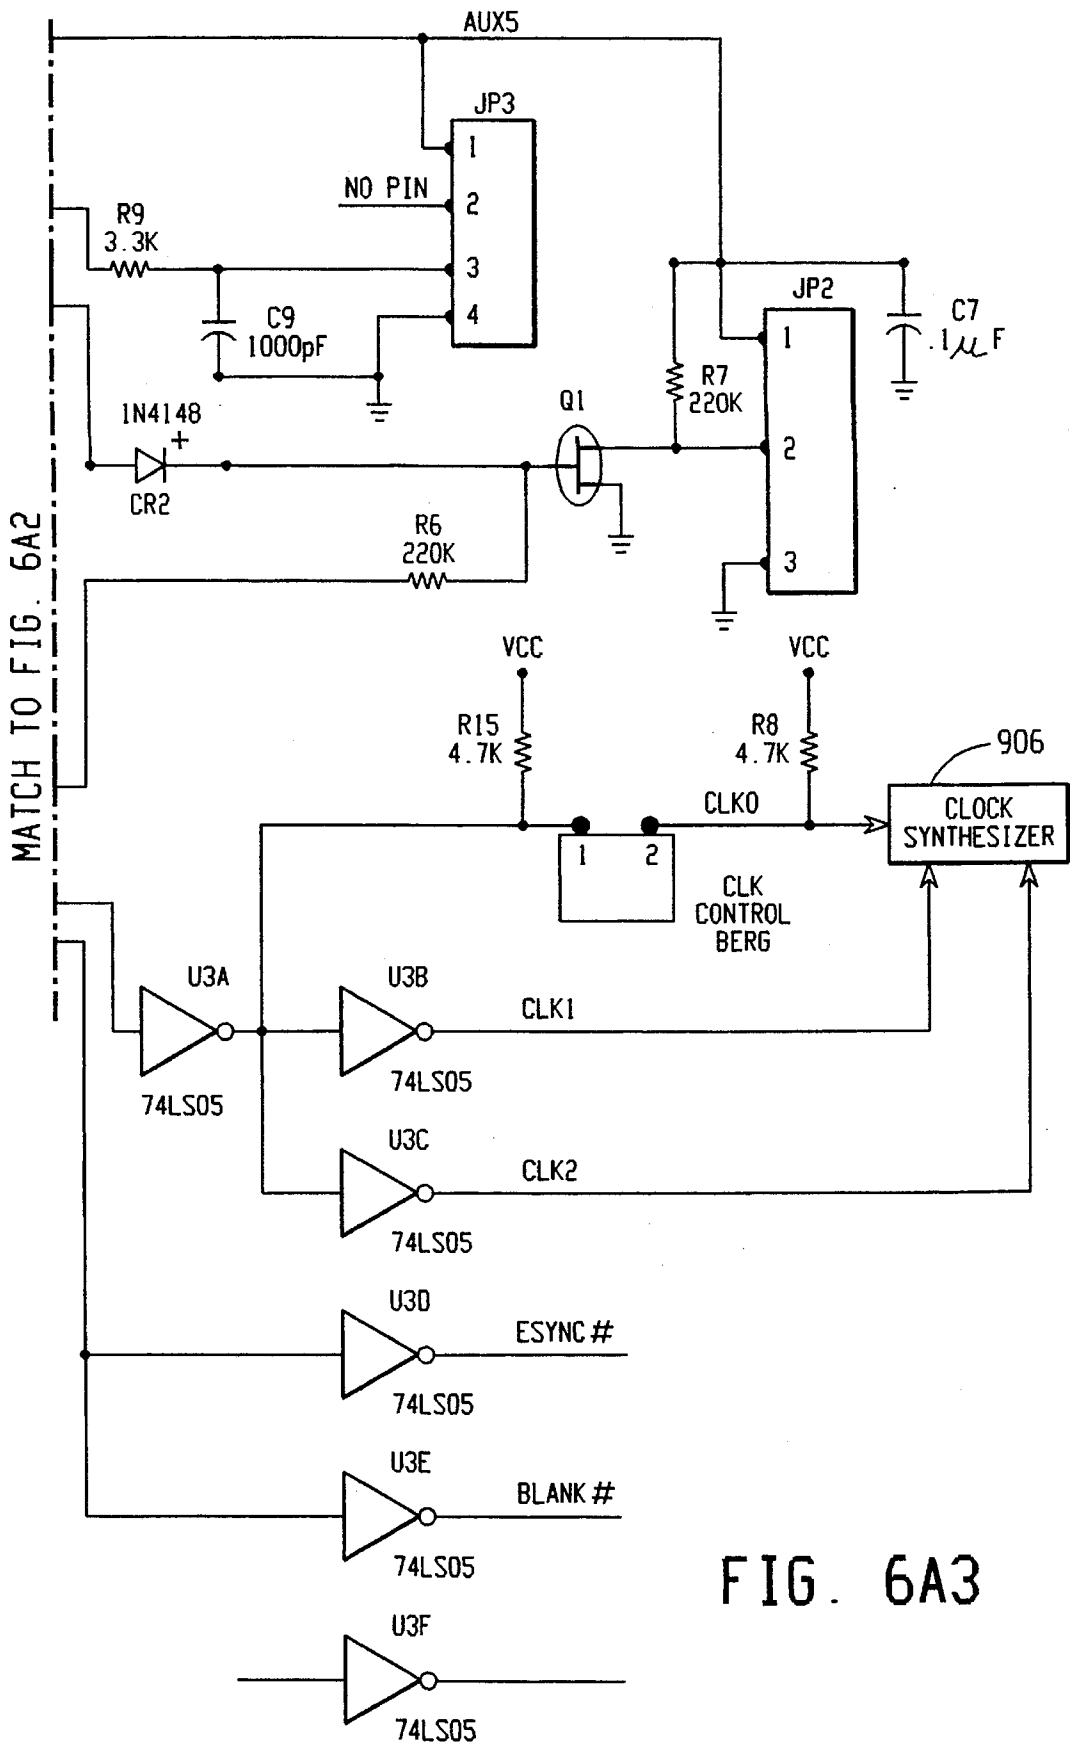 AUX5
JP3
1
NO PIN
2
R9
3.3K
3
4
C9
1000pF
JP2
C7
.1μF
1
R7
220K
1N4148
+
CR2
Q1
2
R6
220K
3
MATCH TO FIG. 6A2
VCC
VCC
R15
4.7K
R8
4.7K
906
CLK0
CLOCK
SYNTHESIZER
1 2
CLK
CONTROL
BERG
U3A
74LS05
U3B
CLK1
74LS05
U3C
CLK2
74LS05
U3D
ESYNC#
74LS05
U3E
BLANK#
74LS05
U3F
74LS05
FIG. 6A3